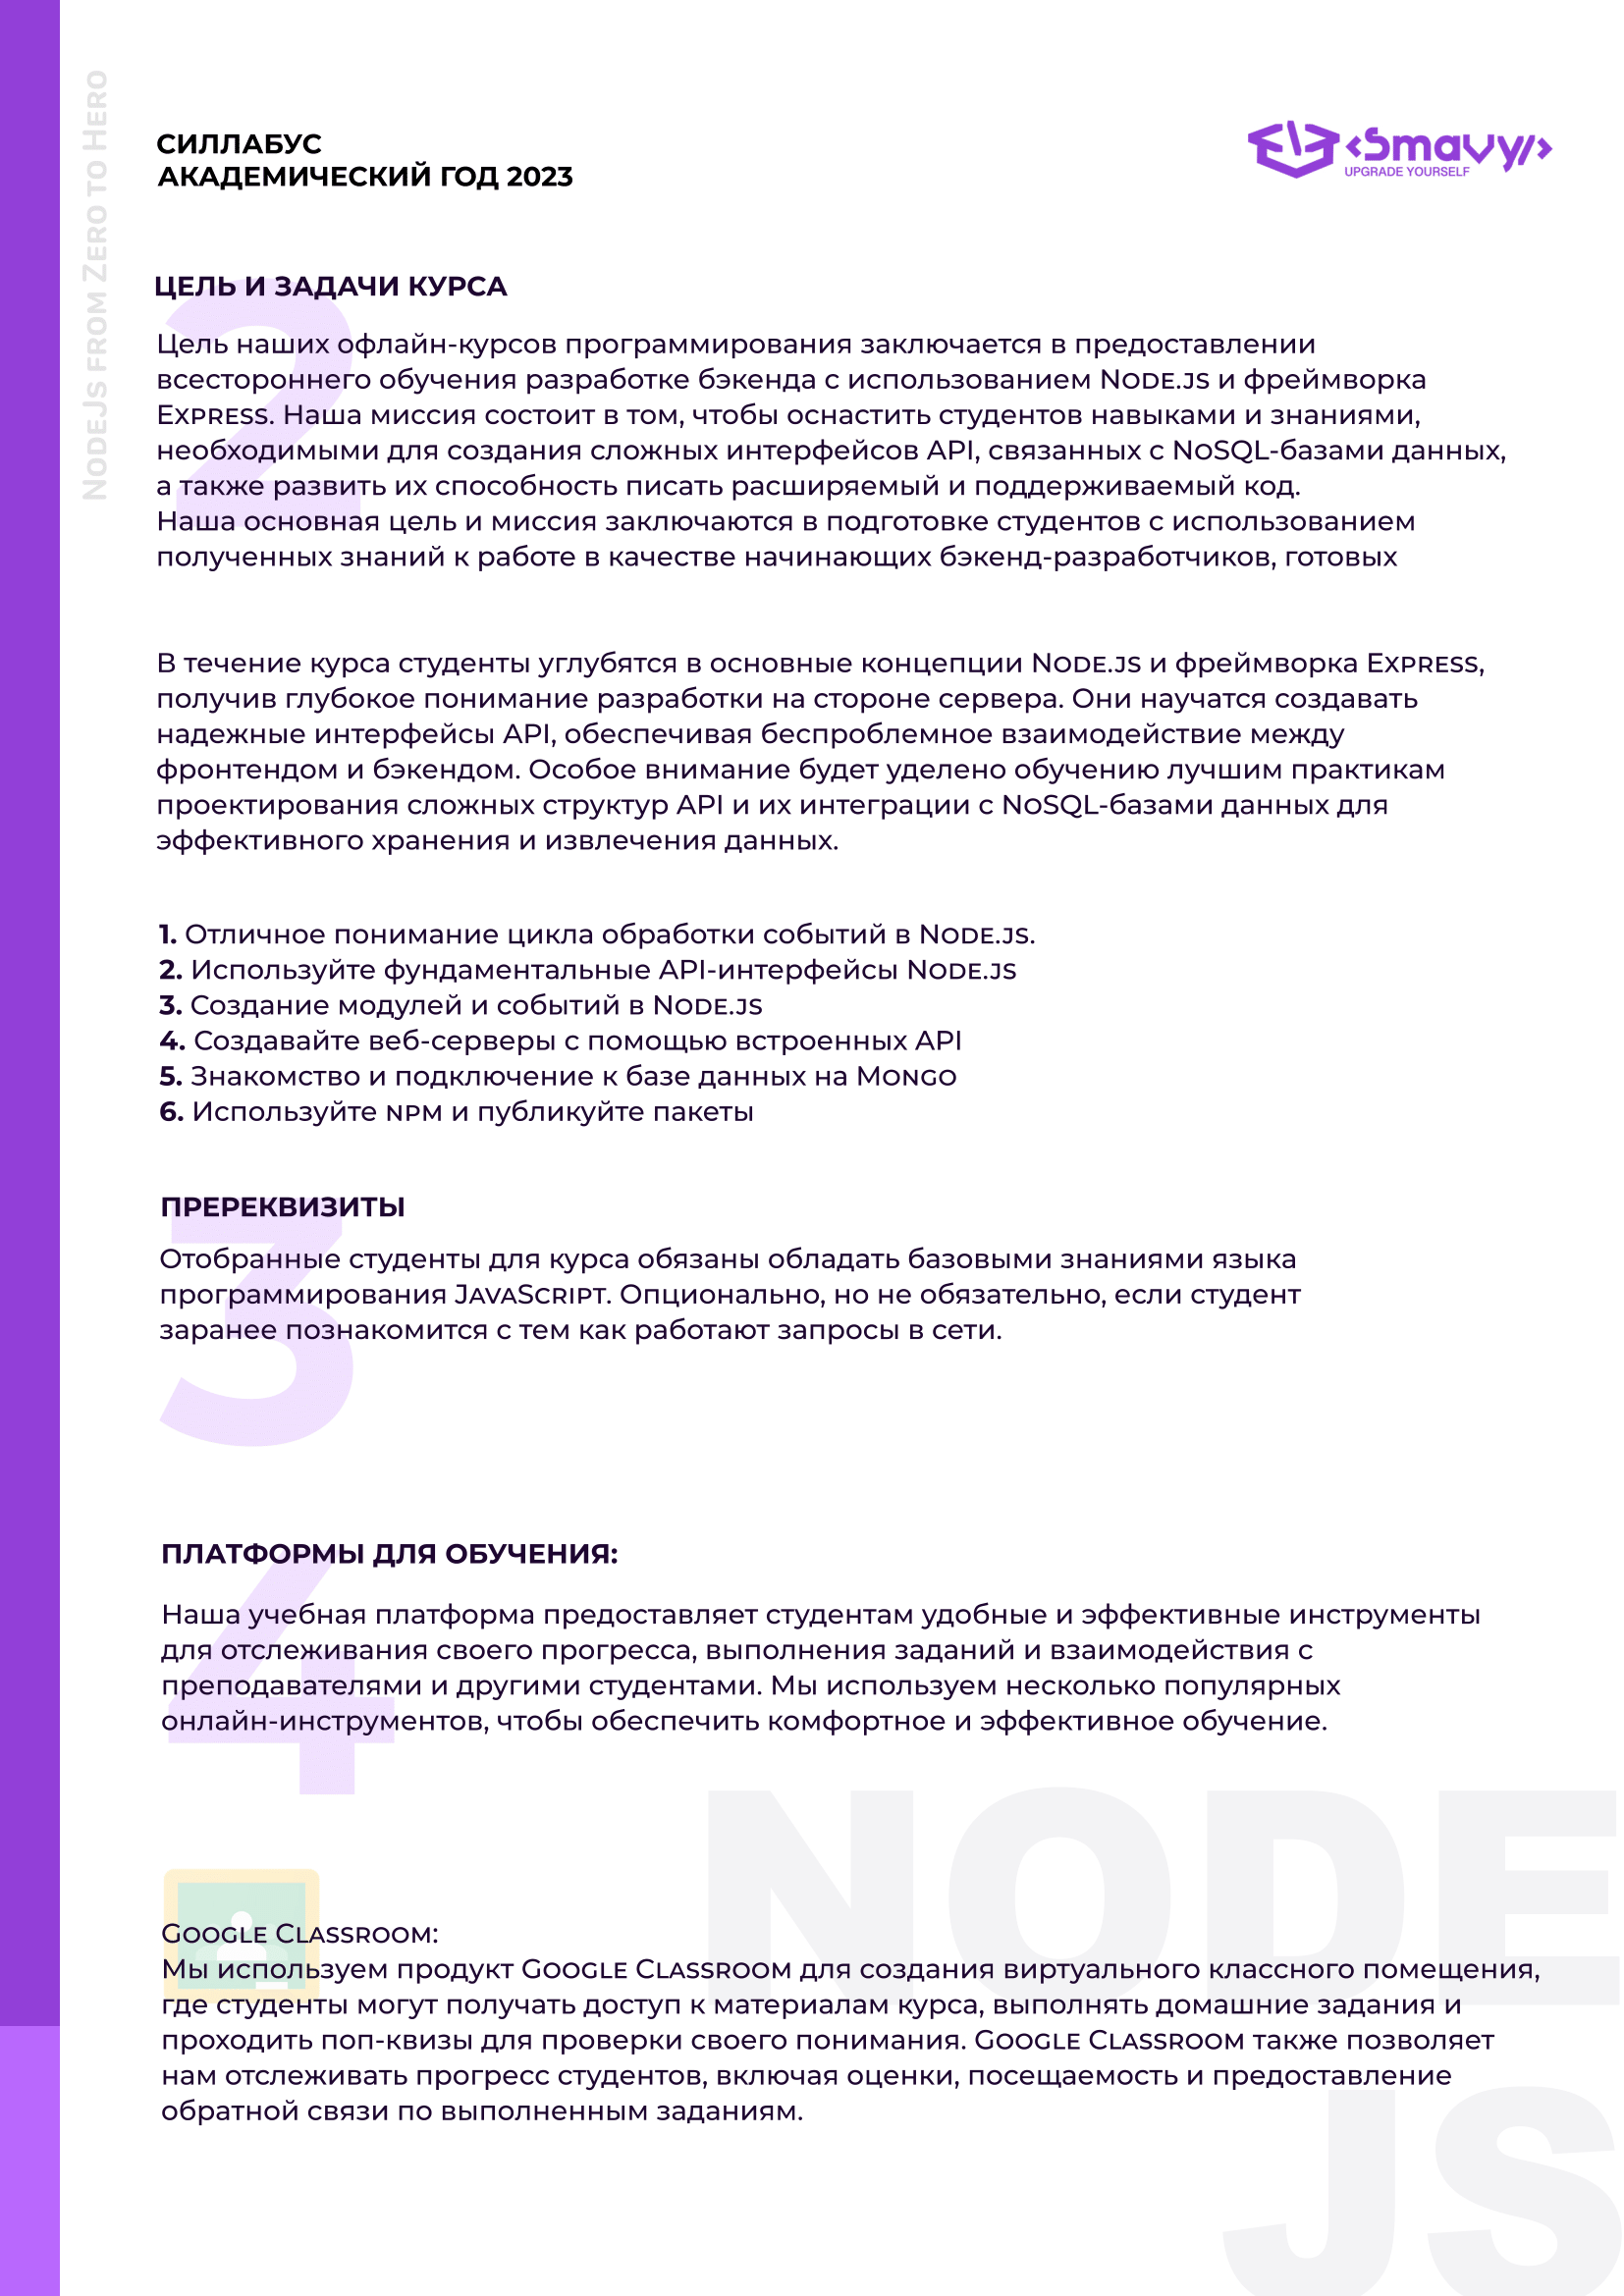 NodeJs from Zero to Hero
СИЛЛАБУС
АКАДЕМИЧЕСКИЙ ГОД 2023
<Smavy/>
UPGRADE YOURSELF
2
ЦЕЛЬ И ЗАДАЧИ КУРСА
Цель наших офлайн-курсов программирования заключается в предоставлении
всестороннего обучения разработке бэкенда с использованием Node.js и фреймворка
Express. Наша миссия состоит в том, чтобы оснастить студентов навыками и знаниями,
необходимыми для создания сложных интерфейсов API, связанных с NoSQL-базами данных,
а также развить их способность писать расширяемый и поддерживаемый код.
Наша основная цель и миссия заключаются в подготовке студентов с использованием
полученных знаний к работе в качестве начинающих бэкенд-разработчиков, готовых
В течение курса студенты углубятся в основные концепции Node.js и фреймворка Express,
получив глубокое понимание разработки на стороне сервера. Они научатся создавать
надежные интерфейсы API, обеспечивая беспроблемное взаимодействие между
фронтендом и бэкендом. Особое внимание будет уделено обучению лучшим практикам
проектирования сложных структур API и их интеграции с NoSQL-базами данных для
эффективного хранения и извлечения данных.
1. Отличное понимание цикла обработки событий в Node.js.
2. Используйте фундаментальные API-интерфейсы Node.js
3. Создание модулей и событий в Node.js
4. Создавайте веб-серверы с помощью встроенных API
5. Знакомство и подключение к базе данных на Mongo
6. Используйте npm и публикуйте пакеты
3
ПРЕРЕКВИЗИТЫ
Отобранные студенты для курса обязаны обладать базовыми знаниями языка
программирования JavaScript. Опционально, но не обязательно, если студент
заранее познакомится с тем как работают запросы в сети.
4
ПЛАТФОРМЫ ДЛЯ ОБУЧЕНИЯ:
Наша учебная платформа предоставляет студентам удобные и эффективные инструменты
для отслеживания своего прогресса, выполнения заданий и взаимодействия с
преподавателями и другими студентами. Мы используем несколько популярных
онлайн-инструментов, чтобы обеспечить комфортное и эффективное обучение.
Google Classroom:
Мы используем продукт Google Classroom для создания виртуального классного помещения,
где студенты могут получать доступ к материалам курса, выполнять домашние задания и
проходить поп-квизы для проверки своего понимания. Google Classroom также позволяет
нам отслеживать прогресс студентов, включая оценки, посещаемость и предоставление
обратной связи по выполненным заданиям.
NODE
JS